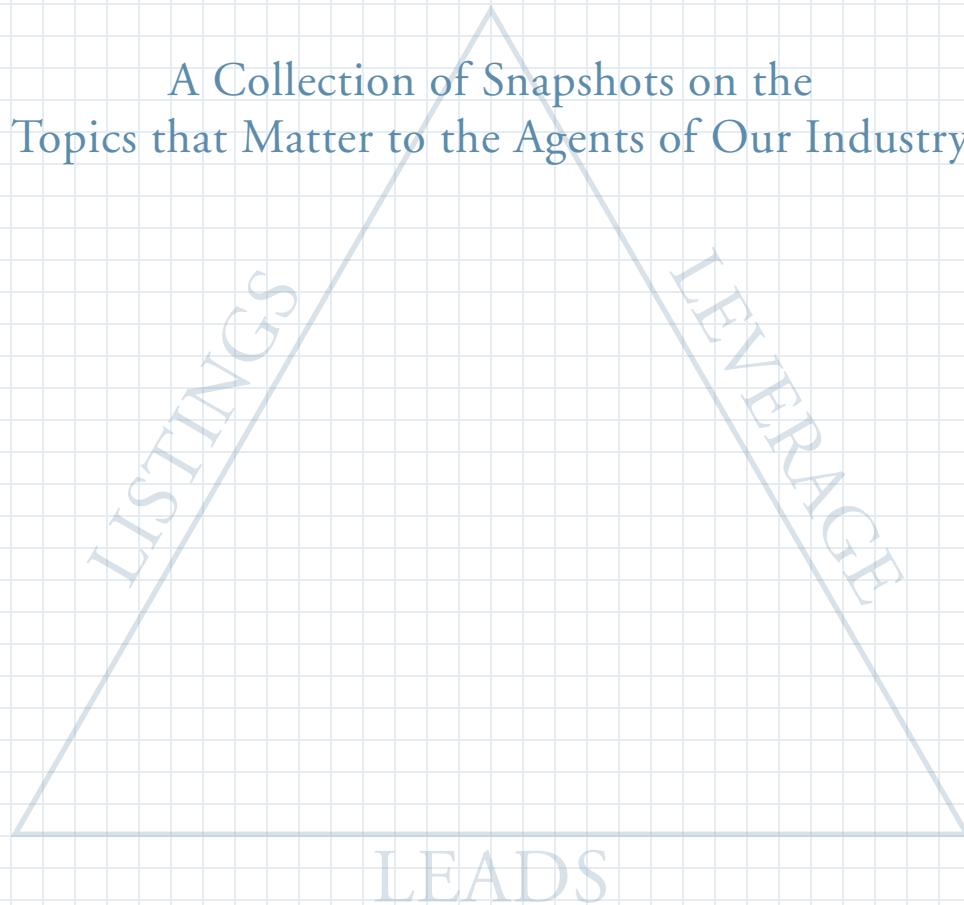 A Collection of Snapshots on the
Topics that Matter to the Agents of Our Industry
LISTINGS
LEVERAGE
LEADS